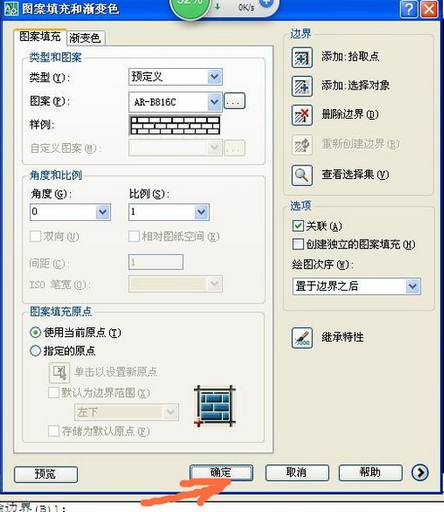 图案填充和渐变色
52%
0K/s
图案填充 渐变色
类型和图案
类型(Y): 预定义
图案(P): AR-B816C ...
样例:
自定义图案(M): ...
角度和比例
角度(G): 比例(S):
0 1
双向(U) 相对图纸空间(E)
间距(C): 1
ISO 笔宽(O):
图案填充原点
使用当前原点(T)
指定的原点
单击以设置新原点
默认为边界范围(X)
左下
存储为默认原点(F)
边界
添加:拾取点
添加:选择对象
删除边界(D)
重新创建边界(R)
查看选择集(V)
选项
关联(A)
创建独立的图案填充(H)
绘图次序(W):
置于边界之后
继承特性
预览 确定 取消 帮助
边界(B)]: